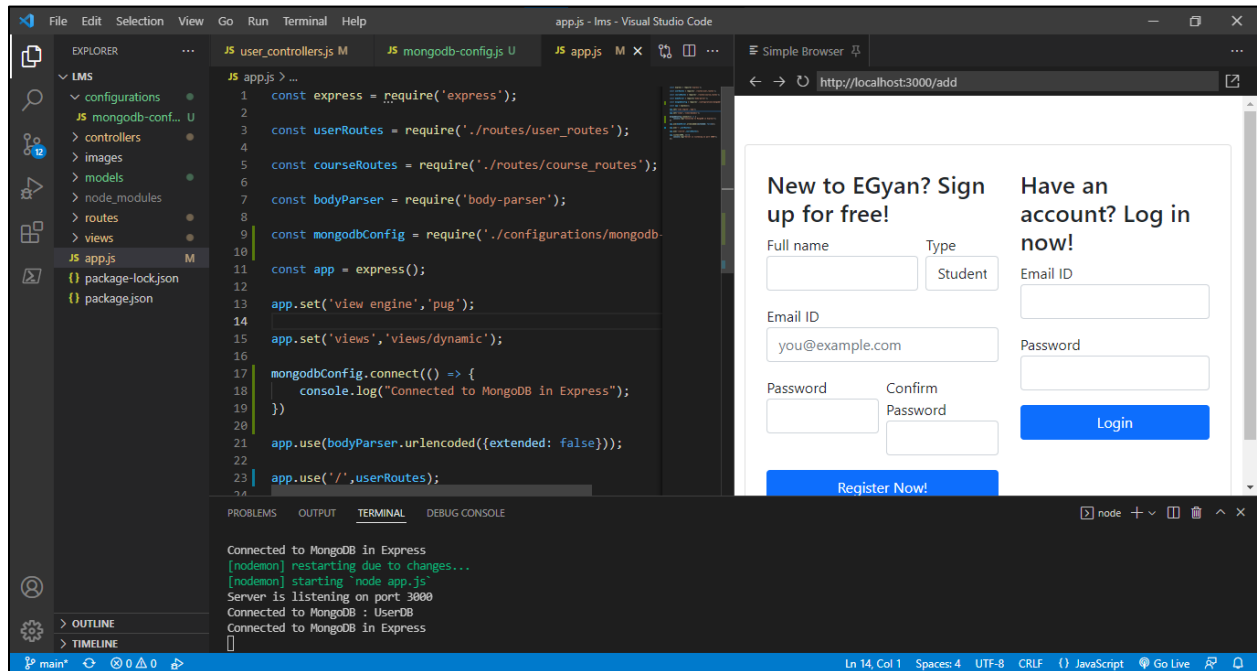 File Edit Selection View Go Run Terminal Help
app.js - lms - Visual Studio Code
EXPLORER
LMS
configurations
JS mongodb-conf... U
controllers
images
models
node_modules
routes
views
JS app.js M
{} package-lock.json
{} package.json
OUTLINE
TIMELINE
12
JS user_controllers.js M
JS mongodb-config.js U
JS app.js M
JS app.js > ...
1 const express = require('express');
2
3 const userRoutes = require('./routes/user_routes');
4
5 const courseRoutes = require('./routes/course_routes');
6
7 const bodyParser = require('body-parser');
8
9 const mongodbConfig = require('./configurations/mongodb-
10
11 const app = express();
12
13 app.set('view engine','pug');
14
15 app.set('views','views/dynamic');
16
17 mongodbConfig.connect(() => {
18 console.log("Connected to MongoDB in Express");
19 })
20
21 app.use(bodyParser.urlencoded({extended: false}));
22
23 app.use('/',userRoutes);
24
Simple Browser
http://localhost:3000/add
New to EGyan? Sign
up for free!
Full name
Type
Student
Email ID
you@example.com
Password
Confirm
Password
Register Now!
Have an
account? Log in
now!
Email ID
Password
Login
PROBLEMS OUTPUT TERMINAL DEBUG CONSOLE
node
Connected to MongoDB in Express
[nodemon] restarting due to changes...
[nodemon] starting `node app.js`
Server is listening on port 3000
Connected to MongoDB : UserDB
Connected to MongoDB in Express
main* 0 0 Ln 14, Col 1 Spaces: 4 UTF-8 CRLF {} JavaScript Go Live